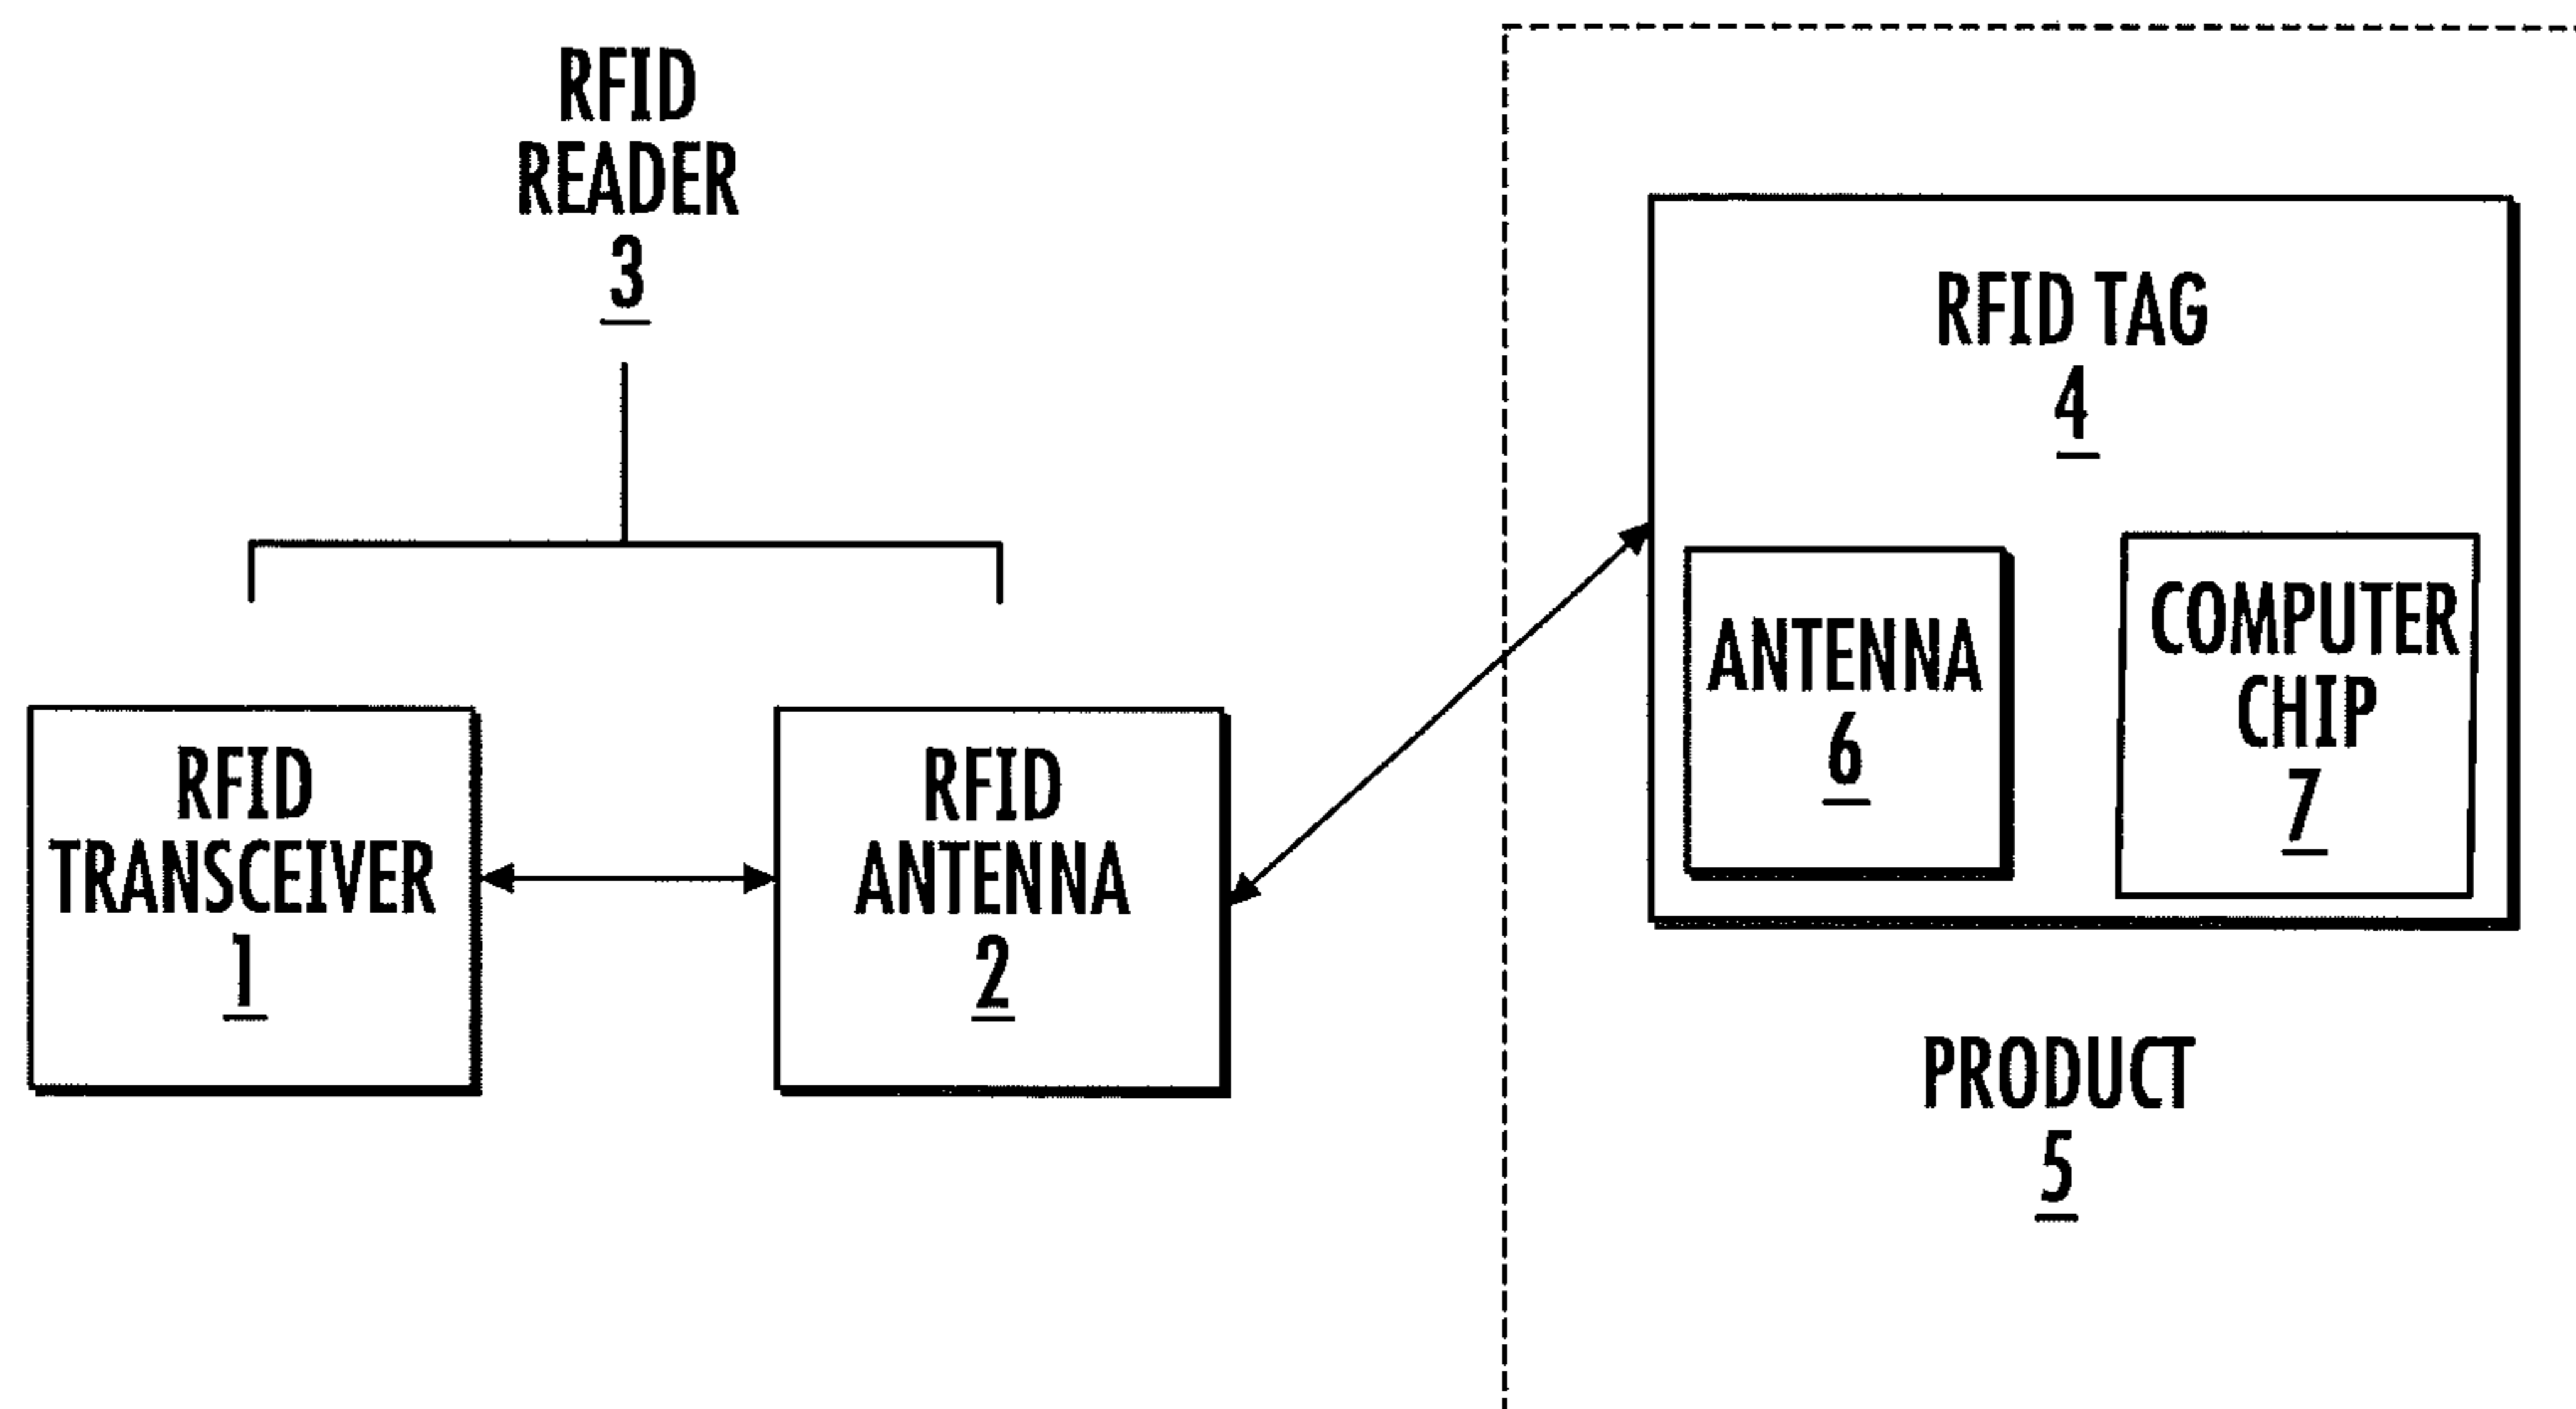 RFID
READER
3
RFID
TRANSCEIVER
1
RFID
ANTENNA
2
RFID TAG
4
ANTENNA
6
COMPUTER
CHIP
7
PRODUCT
5